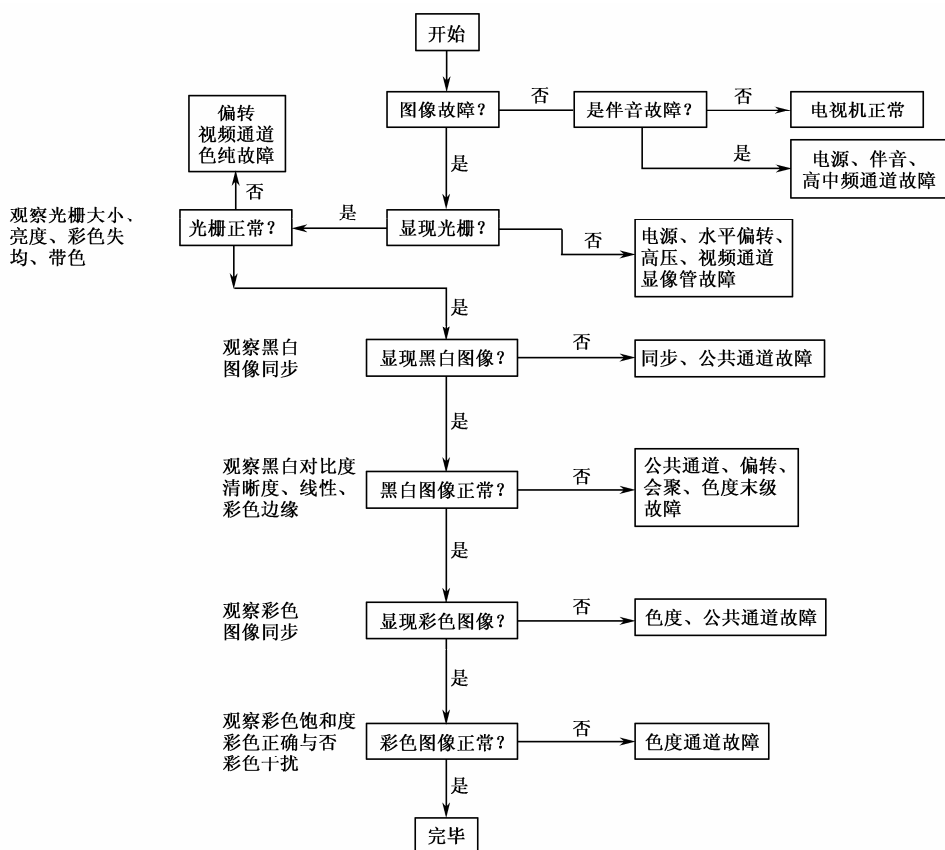 开始
图像故障？
否
是伴音故障？
否
电视机正常
是
电源、伴音、
高中频通道故障
偏转
视频通道
色纯故障
否
是
观察光栅大小、
亮度、彩色失
均、带色
光栅正常？
是
显现光栅？
否
电源、水平偏转、
高压、视频通道
显像管故障
是
观察黑白
图像同步
显现黑白图像？
否
同步、公共通道故障
是
观察黑白对比度
清晰度、线性、
彩色边缘
黑白图像正常？
否
公共通道、偏转、
会聚、色度末级
故障
是
观察彩色
图像同步
显现彩色图像？
否
色度、公共通道故障
是
观察彩色饱和度
彩色正确与否
彩色干扰
彩色图像正常？
否
色度通道故障
是
完毕